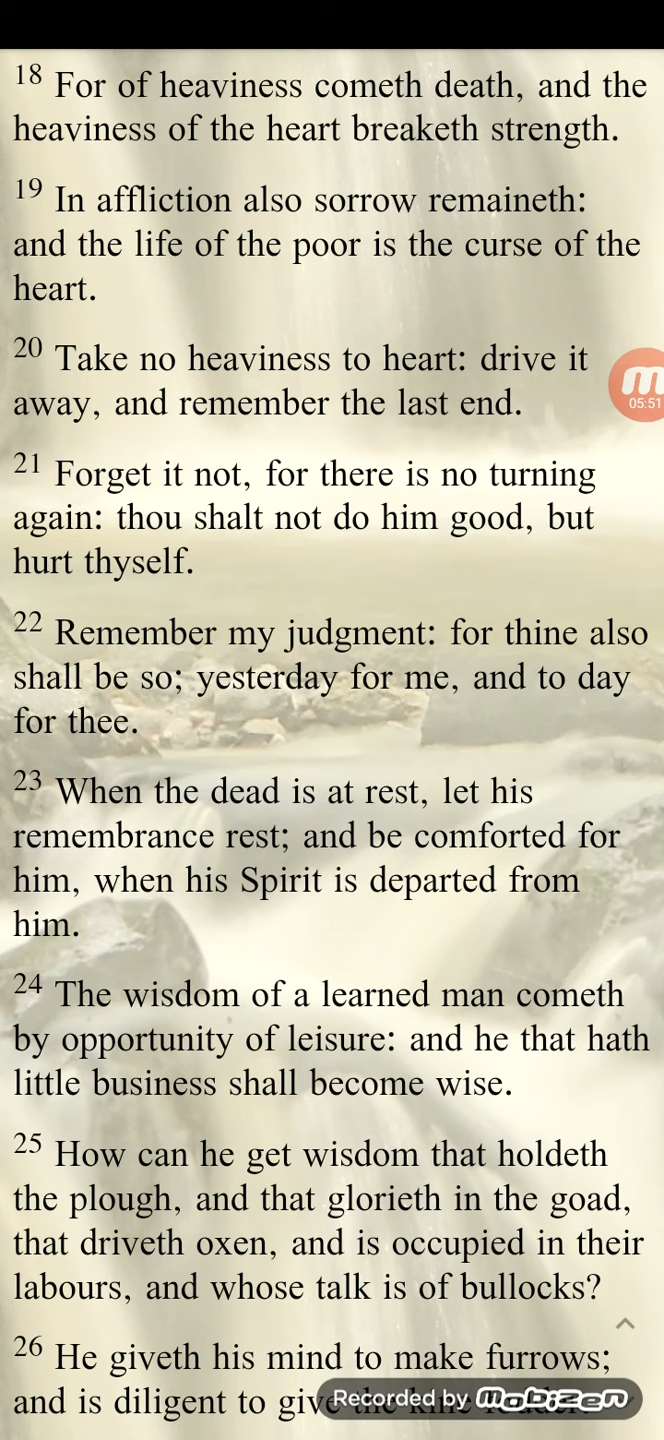 18 For of heaviness cometh death, and the
heaviness of the heart breaketh strength.
19 In affliction also sorrow remaineth:
and the life of the poor is the curse of the
heart.
20 Take no heaviness to heart: drive it
away, and remember the last end.
m
05:51
21 Forget it not, for there is no turning
again: thou shalt not do him good, but
hurt thyself.
22 Remember my judgment: for thine also
shall be so; yesterday for me, and to day
for thee.
23 When the dead is at rest, let his
remembrance rest; and be comforted for
him, when his Spirit is departed from
him.
24 The wisdom of a learned man cometh
by opportunity of leisure: and he that hath
little business shall become wise.
25 How can he get wisdom that holdeth
the plough, and that glorieth in the goad,
that driveth oxen, and is occupied in their
labours, and whose talk is of bullocks?
26 He giveth his mind to make furrows;
and is diligent to give the kine
Recorded by mobizen